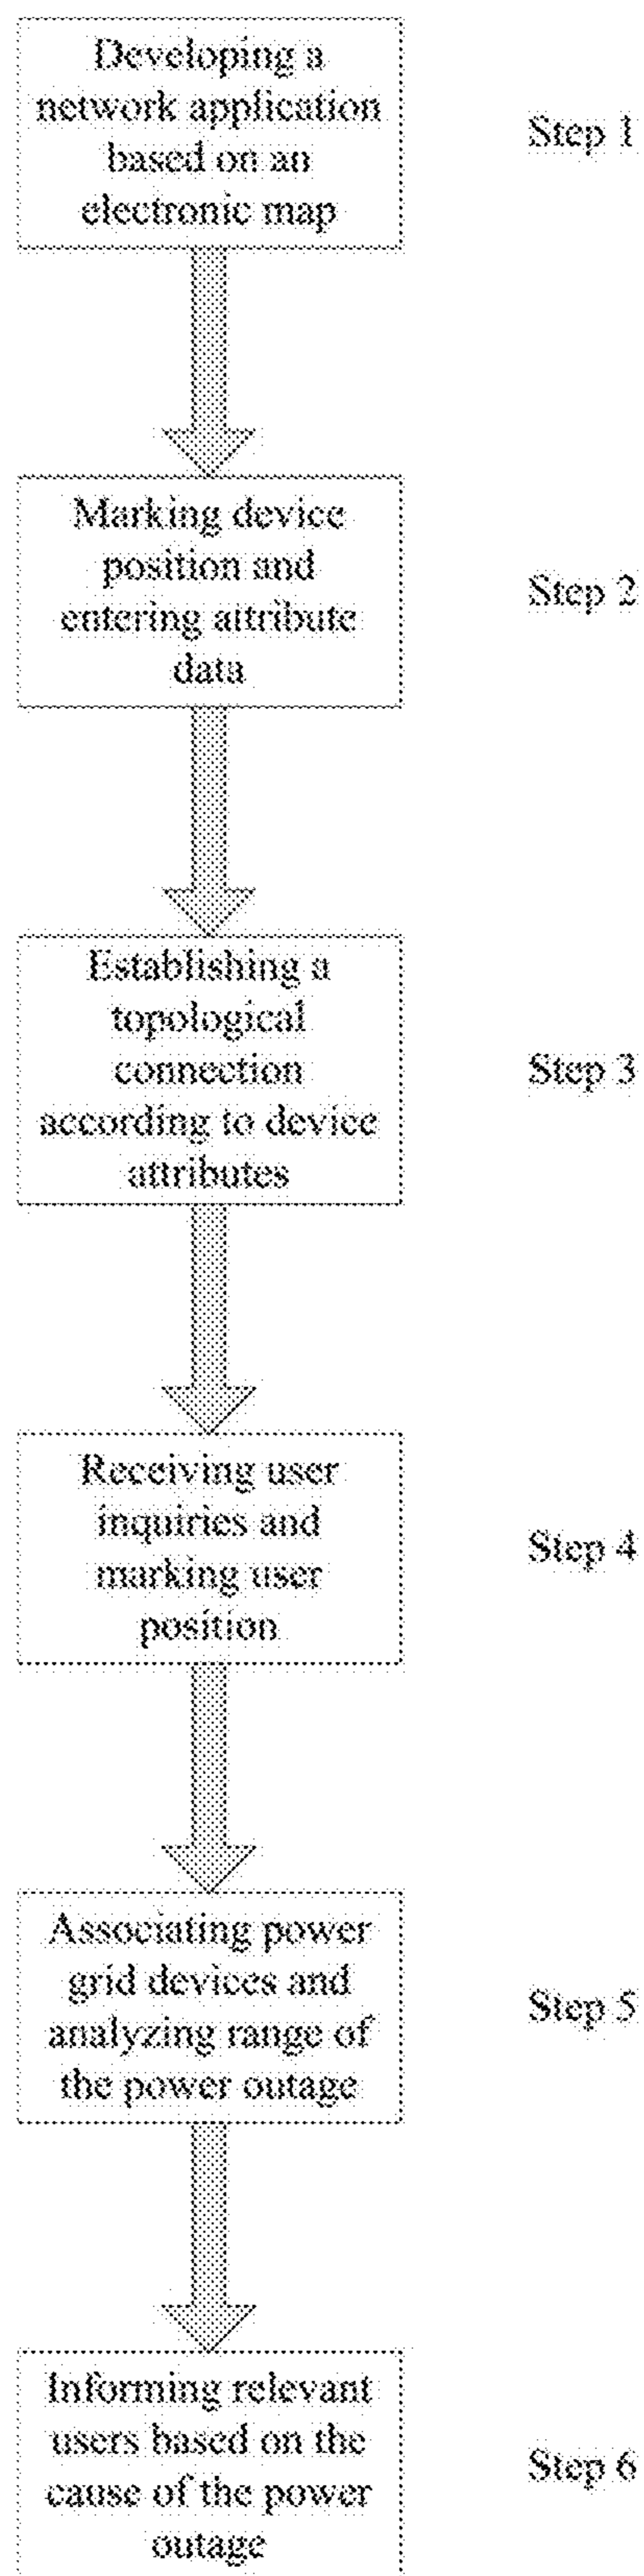 Developing a
network application
based on an
electronic map
Step 1
Marking device
position and
entering attribute
data
Step 2
Establishing a
topological
connection
according to device
attributes
Step 3
Receiving user
inquiries and
marking user
position
Step 4
Associating power
grid devices and
analyzing range of
the power outage
Step 5
Informing relevant
users based on the
cause of the power
outage
Step 6